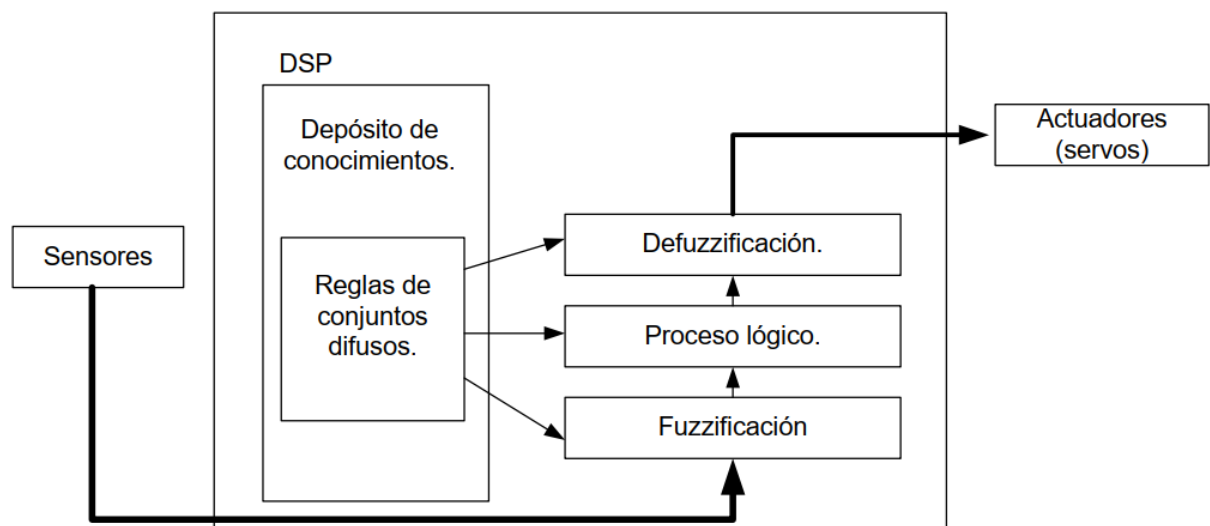 DSP
Depósito de
conocimientos.
Actuadores
(servos)
Sensores
Reglas de
conjuntos
difusos.
Defuzzificación.
Proceso lógico.
Fuzzificación